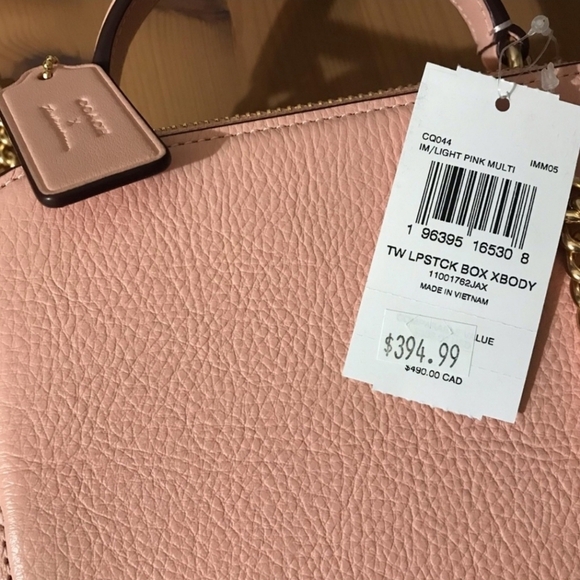 COACH
×
CQ044
IM/LIGHT PINK MULTI IMM05
1 96395 16530 8
TW LPSTCK BOX XBODY
11001762JAX
MADE IN VIETNAM
LUE
$394.99
$490.00 CAD